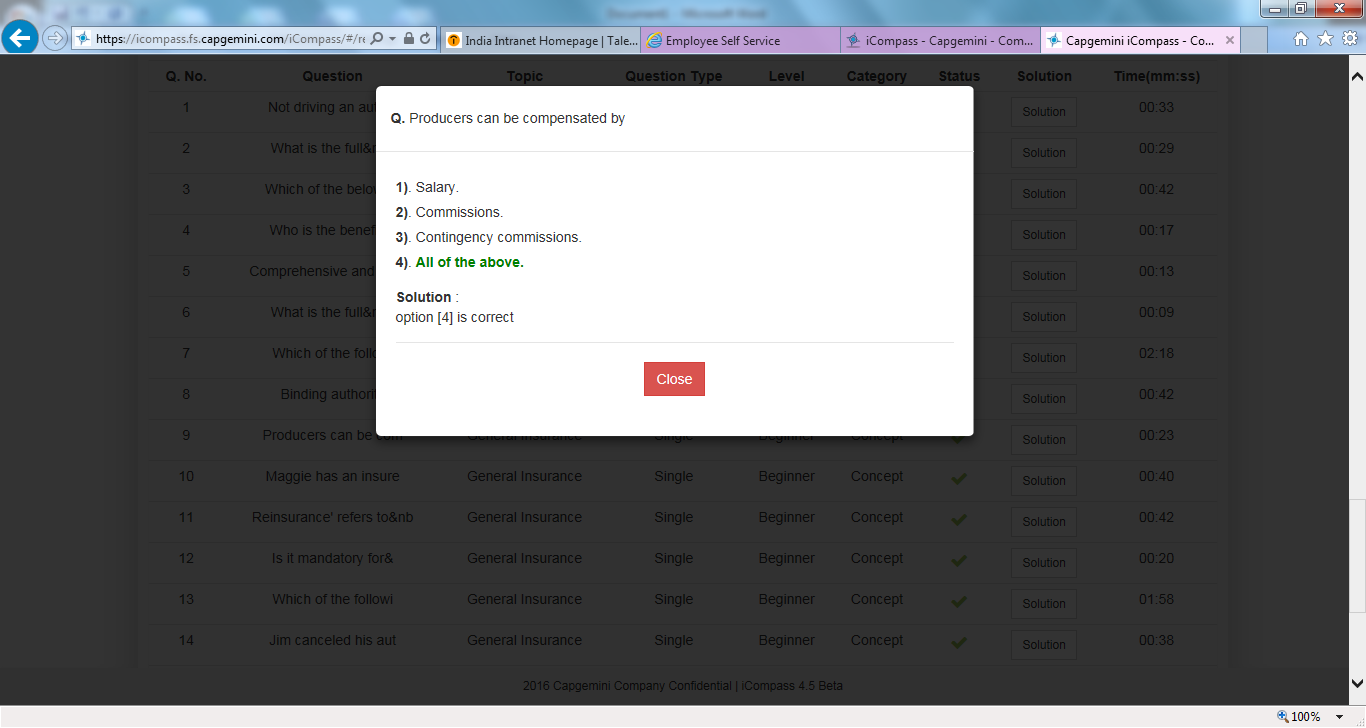 Document1 - Microsoft Word
https://icompass.fs.capgemini.com/iCompass/#/re
India Intranet Homepage | Tale...
Employee Self Service
iCompass - Capgemini - Com...
Capgemini iCompass - Co...
Q. No. Question Topic Question Type Level Category Status Solution Time(mm:ss)
1 Not driving an au Solution 00:33
2 What is the full&n Solution 00:29
3 Which of the belo Solution 00:42
4 Who is the benef Solution 00:17
5 Comprehensive and Solution 00:13
6 What is the full&n Solution 00:09
7 Which of the follo Solution 02:18
8 Binding authori Solution 00:42
9 Producers can be com General Insurance Single Beginner Concept Solution 00:23
10 Maggie has an insure General Insurance Single Beginner Concept Solution 00:40
11 Reinsurance' refers to&nb General Insurance Single Beginner Concept Solution 00:42
12 Is it mandatory for& General Insurance Single Beginner Concept Solution 00:20
13 Which of the followi General Insurance Single Beginner Concept Solution 01:58
14 Jim canceled his aut General Insurance Single Beginner Concept Solution 00:38
Q. Producers can be compensated by
1). Salary.
2). Commissions.
3). Contingency commissions.
4). All of the above.
Solution :
option [4] is correct
Close
2016 Capgemini Company Confidential | iCompass 4.5 Beta
100%